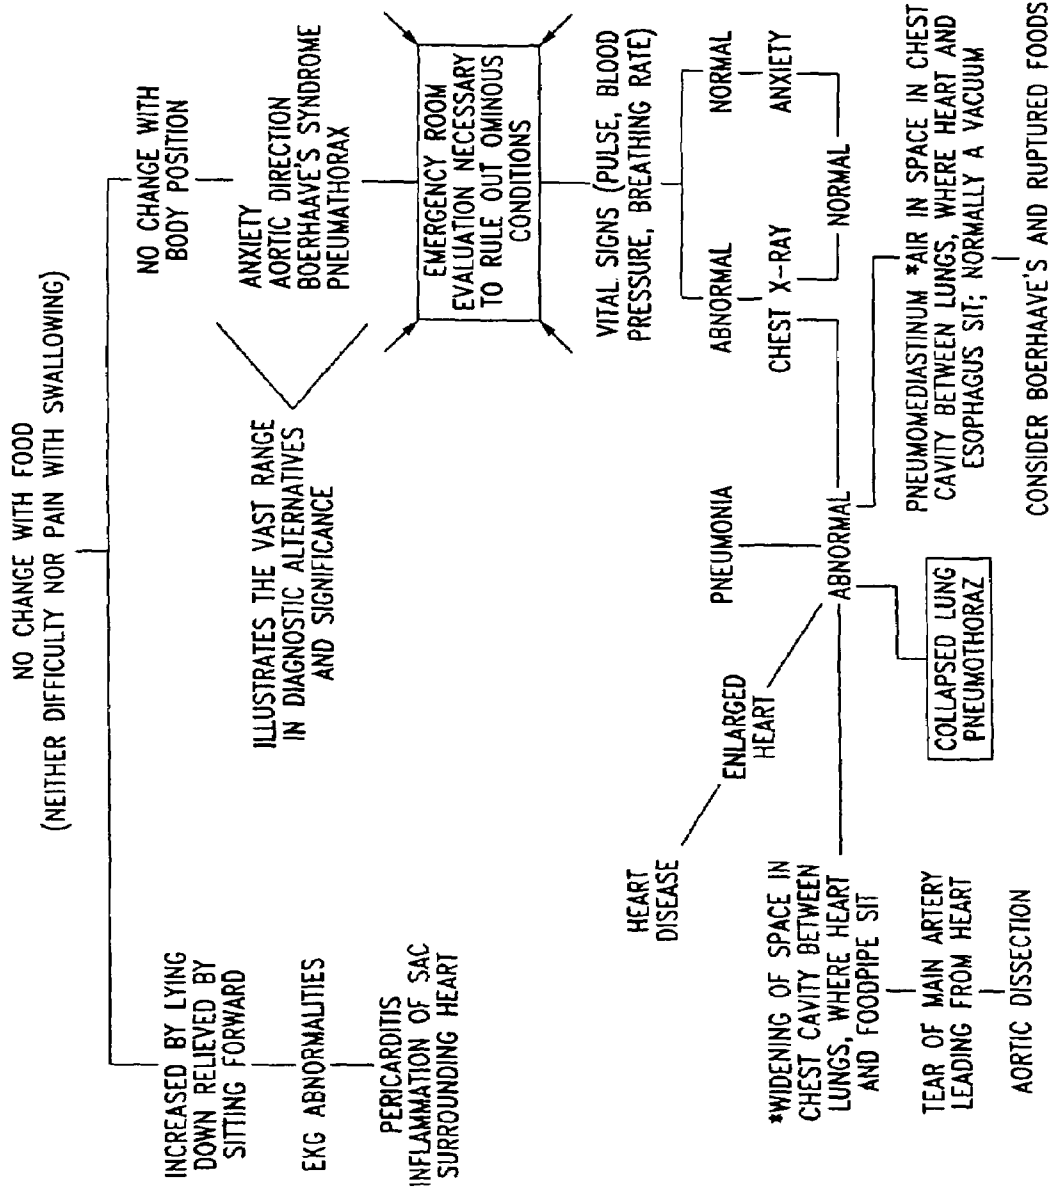 NO CHANGE WITH FOOD
(NEITHER DIFFICULTY NOR PAIN WITH SWALLOWING)
INCREASED BY LYING
DOWN RELIEVED BY
SITTING FORWARD
EKG ABNORMALITIES
PERICARDITIS
INFLAMMATION OF SAC
SURROUNDING HEART
NO CHANGE WITH
BODY POSITION
ANXIETY
AORTIC DIRECTION
BOERHAAVE'S SYNDROME
PNEUMATHORAX
ILLUSTRATES THE VAST RANGE
IN DIAGNOSTIC ALTERNATIVES
AND SIGNIFICANCE
EMERGENCY ROOM
EVALUATION NECESSARY
TO RULE OUT OMINOUS
CONDITIONS
VITAL SIGNS (PULSE, BLOOD
PRESSURE, BREATHING RATE)
ABNORMAL
NORMAL
CHEST X-RAY
ANXIETY
NORMAL
ABNORMAL
PNEUMONIA
ENLARGED
HEART
HEART
DISEASE
*WIDENING OF SPACE IN
CHEST CAVITY BETWEEN
LUNGS, WHERE HEART
AND FOODPIPE SIT
TEAR OF MAIN ARTERY
LEADING FROM HEART
AORTIC DISSECTION
COLLAPSED LUNG
PNEUMOTHORAZ
PNEUMOMEDIASTINUM *AIR IN SPACE IN CHEST
CAVITY BETWEEN LUNGS, WHERE HEART AND
ESOPHAGUS SIT; NORMALLY A VACUUM
CONSIDER BOERHAAVE'S AND RUPTURED FOODS